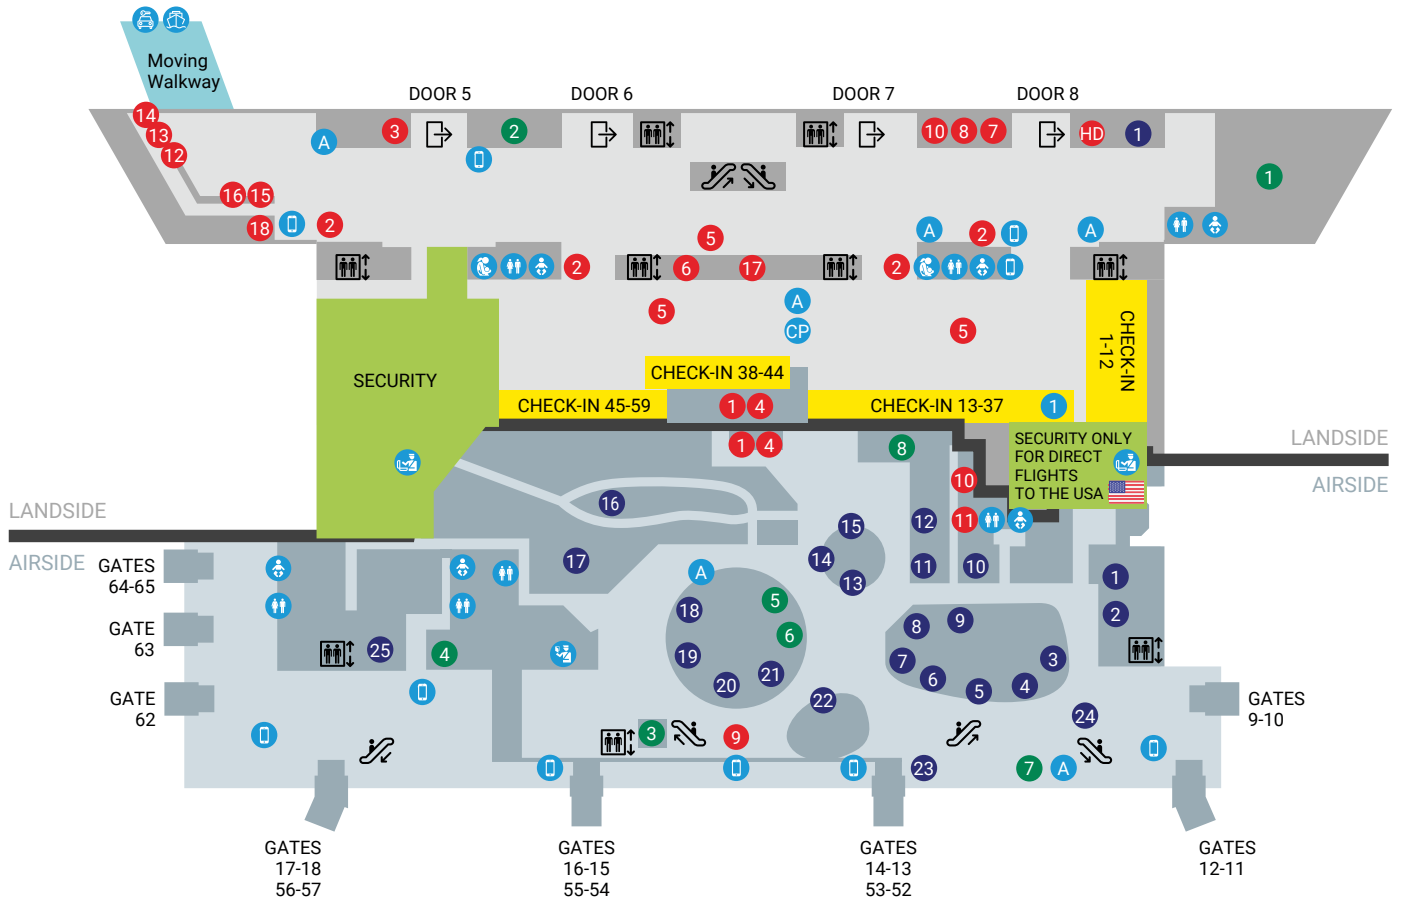 Moving
Walkway
DOOR 5
DOOR 6
DOOR 7
DOOR 8
14
13
12
A
3
2
10
8
7
HD
1
1
16
15
18
2
5
A
2
A
2
6
17
2
5
A
CP
5
CHECK-IN
1-12
SECURITY
CHECK-IN 38-44
CHECK-IN 45-59
1
4
CHECK-IN 13-37
1
1
4
8
SECURITY ONLY
FOR DIRECT
FLIGHTS
TO THE USA
LANDSIDE
AIRSIDE
10
16
15
12
11
LANDSIDE
AIRSIDE
GATES
64-65
17
A
14
13
11
10
1
18
5
2
GATE
63
25
4
19
6
20
21
8
9
7
6
5
4
3
GATE
62
22
24
GATES
9-10
3
9
23
7
A
GATES
17-18
56-57
GATES
16-15
55-54
GATES
14-13
53-52
GATES
12-11